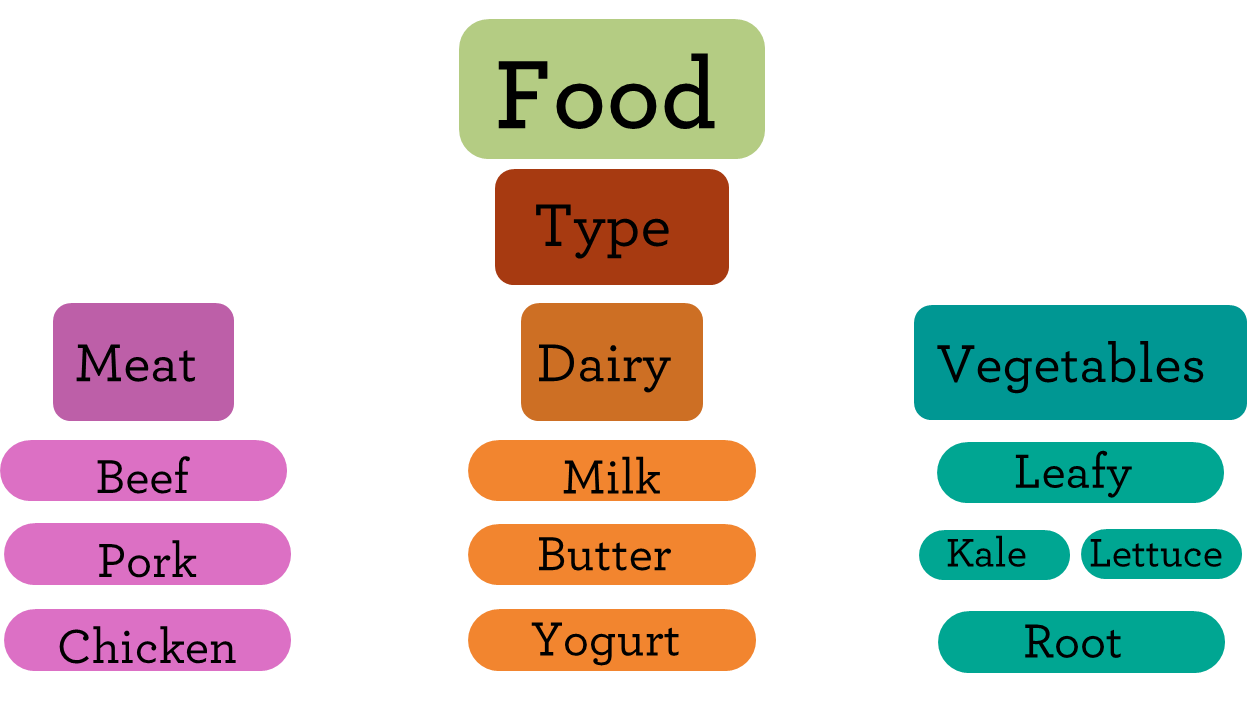 Food
Type
Meat
Dairy
Vegetables
Beef
Milk
Leafy
Pork
Butter
Kale
Lettuce
Chicken
Yogurt
Root